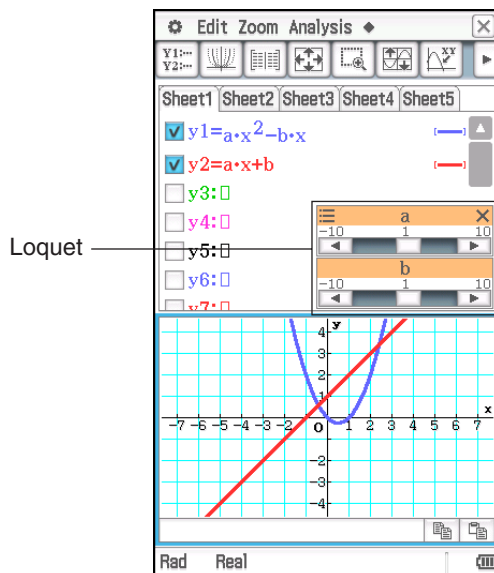 Edit Zoom Analysis ◆
Y1:··· Y2:··· XY
Sheet1 Sheet2 Sheet3 Sheet4 Sheet5
y1=a·x²−b·x
y2=a·x+b
y3:▯
y4:▯
y5:▯
y6:▯
y7:▯
Loquet
a
-10 1 10
b
-10 1 10
y
4
3
2
1
x
-7 -6 -5 -4 -3 -2 0 1 2 3 4 5 6 7
-2
-3
-4
Rad Real